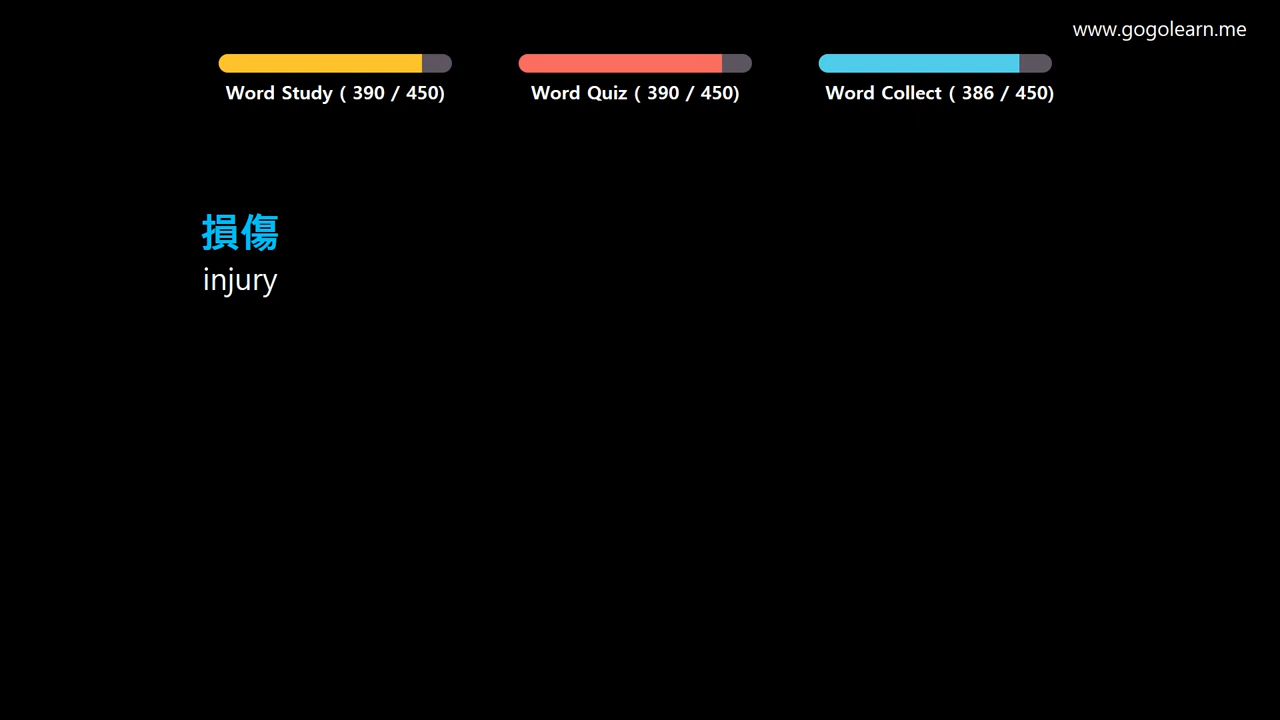 www.gogolearn.me
Word Study ( 390 / 450)
Word Quiz ( 390 / 450)
Word Collect ( 386 / 450)
損傷
injury